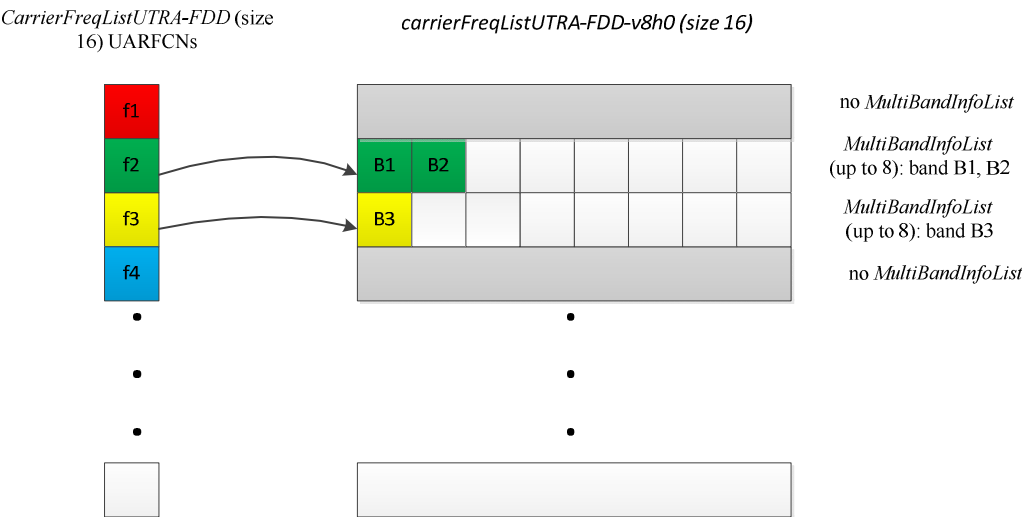 CarrierFreqListUTRA-FDD (size
16) UARFCNs
carrierFreqListUTRA-FDD-v8h0 (size 16)
f1
no MultiBandInfoList
f2
B1 B2
MultiBandInfoList
(up to 8): band B1, B2
f3
B3
MultiBandInfoList
(up to 8): band B3
f4
no MultiBandInfoList